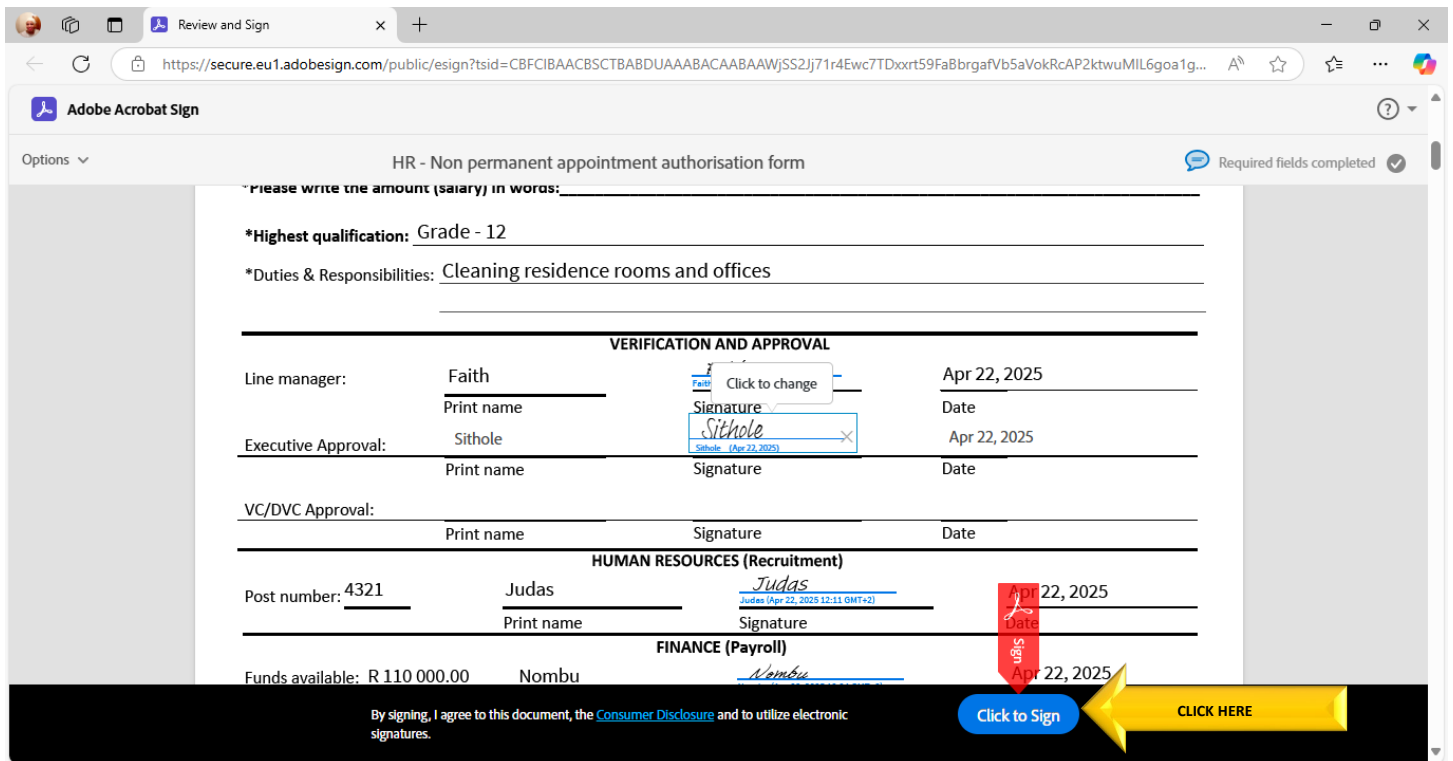 Review and Sign
https://secure.eu1.adobesign.com/public/esign?tsid=CBFCIBAACBSCTBABDUAAABACAABAAWjSS2Jj71r4Ewc7TDxxrt59FaBbrgafVb5aVokRcAP2ktwuMIL6goa1g...
Adobe Acrobat Sign
Options HR - Non permanent appointment authorisation form Required fields completed
*Please write the amount (salary) in words:
*Highest qualification: Grade - 12
*Duties & Responsibilities: Cleaning residence rooms and offices
VERIFICATION AND APPROVAL
Line manager: Faith Faith Click to change Apr 22, 2025
Print name Signature Date
Executive Approval: Sithole Sithole Apr 22, 2025
Sithole (Apr 22, 2025)
Print name Signature Date
VC/DVC Approval:
Print name Signature Date
HUMAN RESOURCES (Recruitment)
Post number: 4321 Judas Judas Apr 22, 2025
Judas (Apr 22, 2025 12:11 GMT+2)
Print name Signature Date
FINANCE (Payroll)
Sign
Funds available: R 110 000.00 Nombu Nombu Apr 22, 2025
By signing, I agree to this document, the Consumer Disclosure and to utilize electronic
signatures.
Click to Sign
CLICK HERE